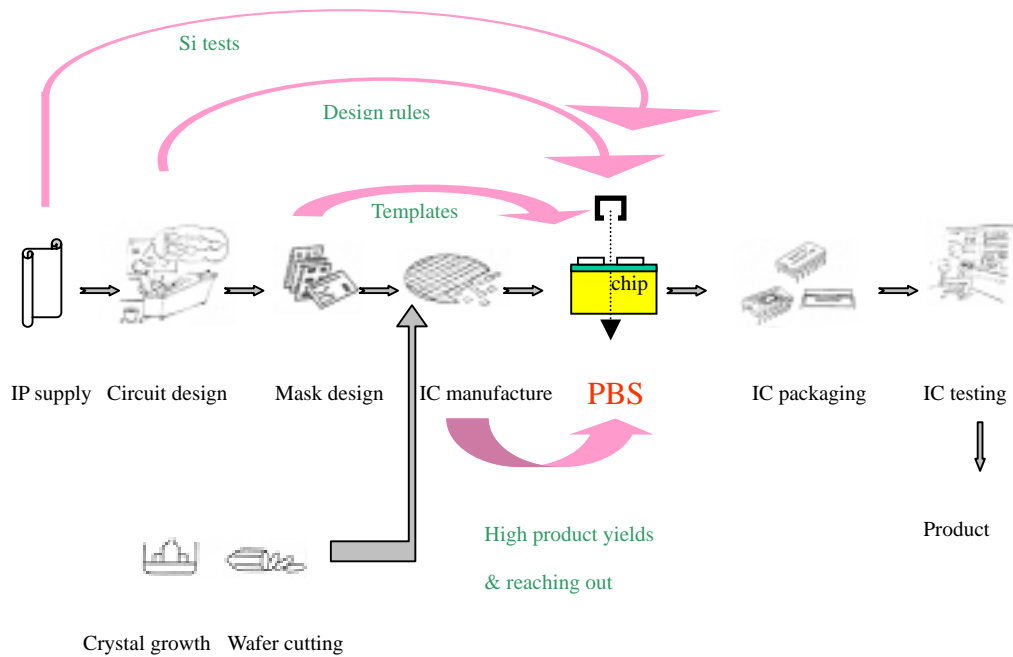 Si tests
Design rules
Templates
chip
IP supply
Circuit design
Mask design
IC manufacture
PBS
IC packaging
IC testing
High product yields
& reaching out
Product
Crystal growth
Wafer cutting